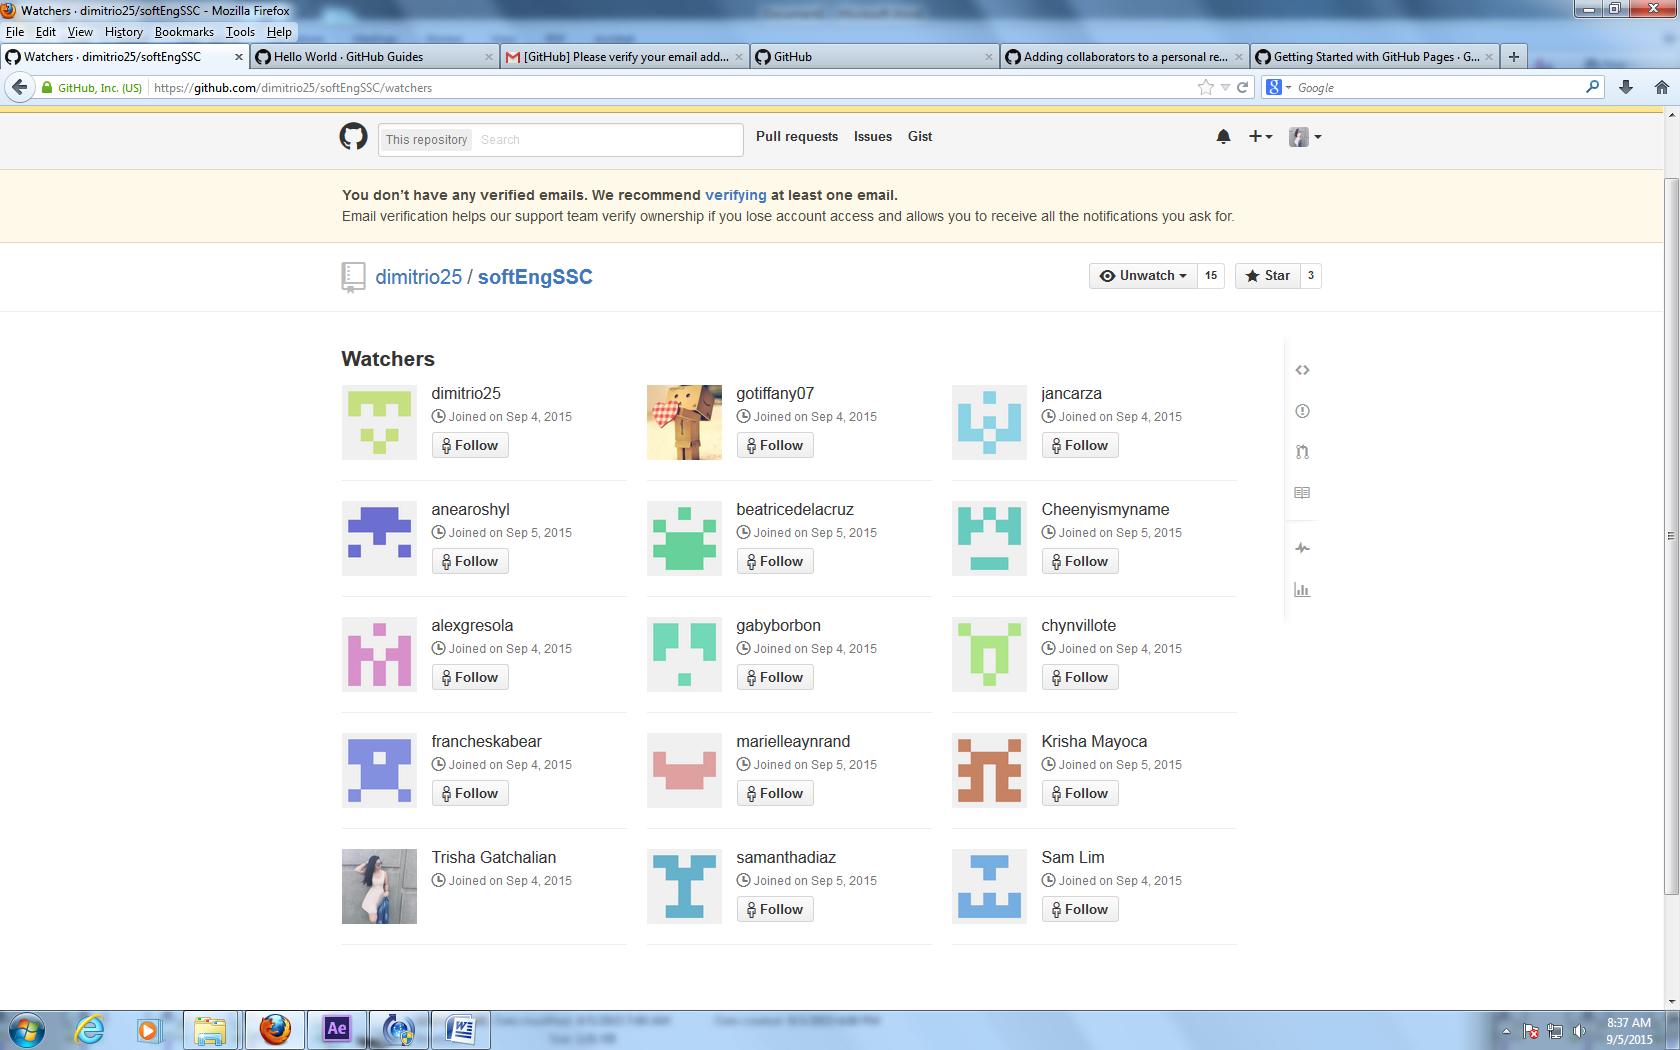 Watchers · dimitrio25/softEngSSC - Mozilla Firefox
File Edit View History Bookmarks Tools Help
Watchers · dimitrio25/softEngSSC
Hello World · GitHub Guides
[GitHub] Please verify your email add...
GitHub
Adding collaborators to a personal re...
Getting Started with GitHub Pages · G...
GitHub, Inc. (US) https://github.com/dimitrio25/softEngSSC/watchers
Google
This repository Search
Pull requests Issues Gist
You don't have any verified emails. We recommend verifying at least one email.
Email verification helps our support team verify ownership if you lose account access and allows you to receive all the notifications you ask for.
dimitrio25 / softEngSSC
Unwatch 15 Star 3
Watchers
dimitrio25
Joined on Sep 4, 2015
Follow
gotiffany07
Joined on Sep 4, 2015
Follow
jancarza
Joined on Sep 4, 2015
Follow
anearoshyl
Joined on Sep 5, 2015
Follow
beatricedelacruz
Joined on Sep 5, 2015
Follow
Cheenyismyname
Joined on Sep 5, 2015
Follow
alexgresola
Joined on Sep 4, 2015
Follow
gabyborbon
Joined on Sep 4, 2015
Follow
chynvillote
Joined on Sep 4, 2015
Follow
francheskabear
Joined on Sep 4, 2015
Follow
marielleaynrand
Joined on Sep 5, 2015
Follow
Krisha Mayoca
Joined on Sep 5, 2015
Follow
Trisha Gatchalian
Joined on Sep 4, 2015
samanthadiaz
Joined on Sep 5, 2015
Follow
Sam Lim
Joined on Sep 4, 2015
Follow
Ae
8:37 AM
9/5/2015